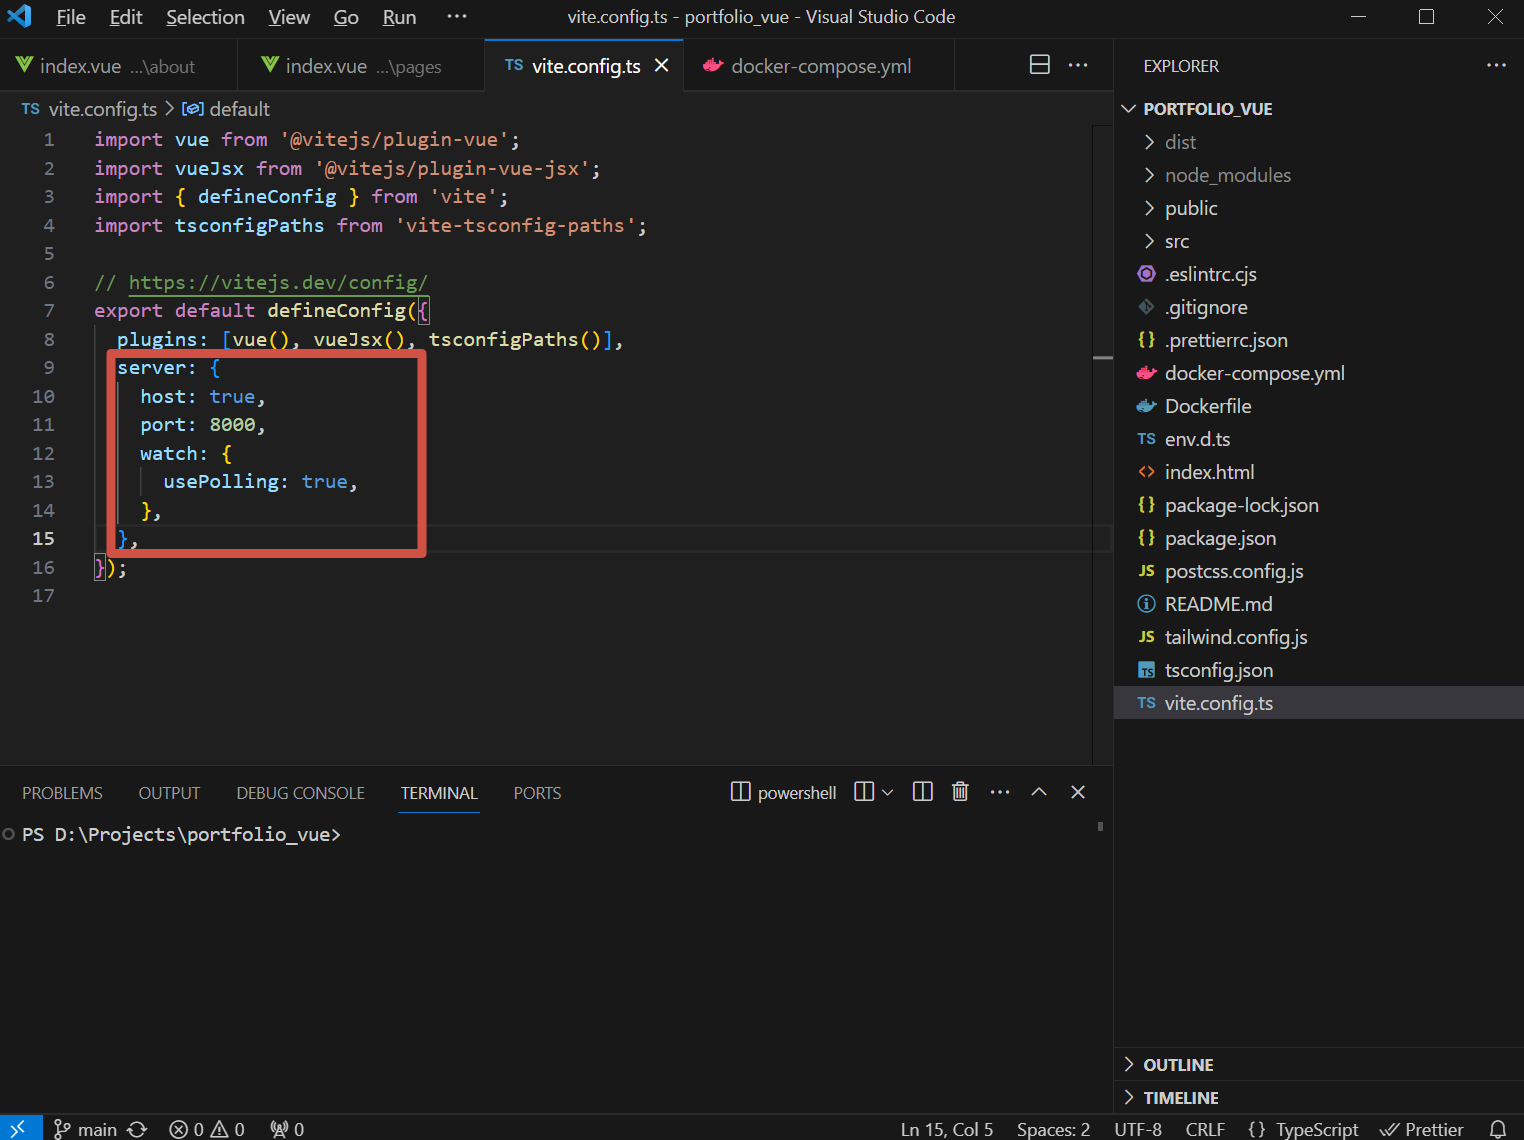 File Edit Selection View Go Run ··· vite.config.ts - portfolio_vue - Visual Studio Code
index.vue ...\about index.vue ...\pages TS vite.config.ts docker-compose.yml
TS vite.config.ts > default
1 import vue from '@vitejs/plugin-vue';
2 import vueJsx from '@vitejs/plugin-vue-jsx';
3 import { defineConfig } from 'vite';
4 import tsconfigPaths from 'vite-tsconfig-paths';
5
6 // https://vitejs.dev/config/
7 export default defineConfig({
8 plugins: [vue(), vueJsx(), tsconfigPaths()],
9 server: {
10 host: true,
11 port: 8000,
12 watch: {
13 usePolling: true,
14 },
15 },
16 });
17
PROBLEMS OUTPUT DEBUG CONSOLE TERMINAL PORTS powershell
PS D:\Projects\portfolio_vue>
EXPLORER
PORTFOLIO_VUE
dist
node_modules
public
src
.eslintrc.cjs
.gitignore
{} .prettierrc.json
docker-compose.yml
Dockerfile
TS env.d.ts
<> index.html
{} package-lock.json
{} package.json
JS postcss.config.js
README.md
JS tailwind.config.js
TS tsconfig.json
TS vite.config.ts
OUTLINE
TIMELINE
main 0 0 0 Ln 15, Col 5 Spaces: 2 UTF-8 CRLF {} TypeScript Prettier